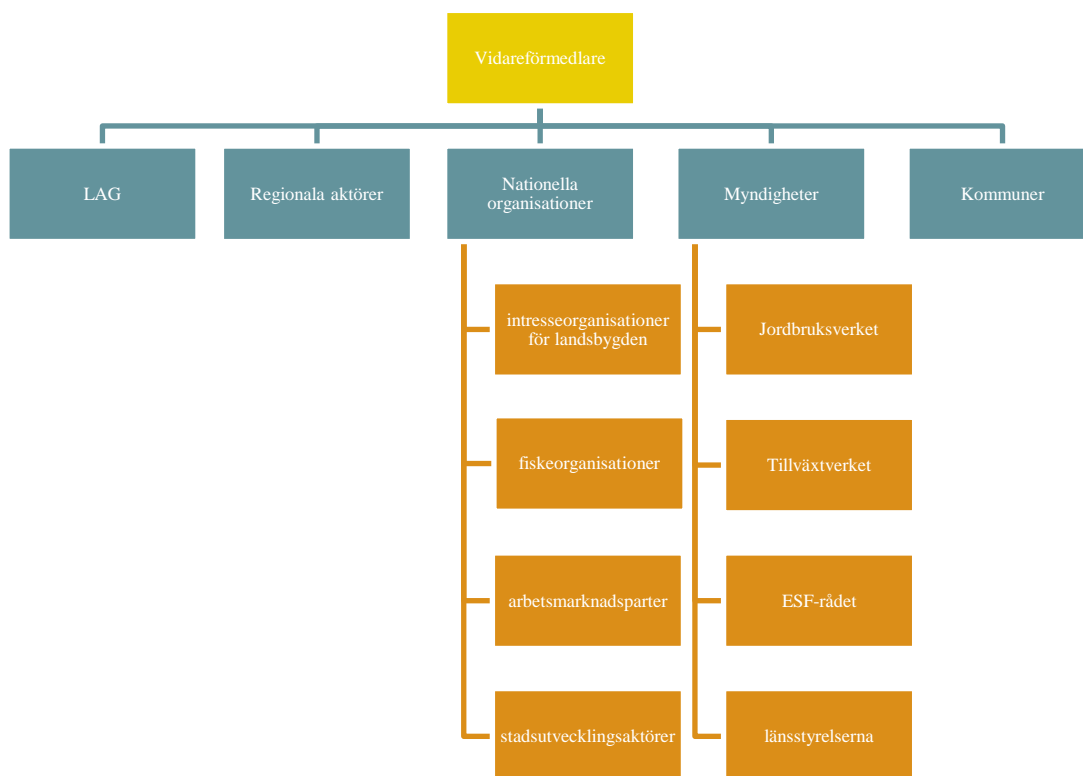 Vidareförmedlare
LAG
Regionala aktörer
Nationella
organisationer
Myndigheter
Kommuner
intresseorganisationer
för landsbygden
Jordbruksverket
fiskeorganisationer
Tillväxtverket
arbetsmarknadsparter
ESF-rådet
stadsutvecklingsaktörer
länsstyrelserna